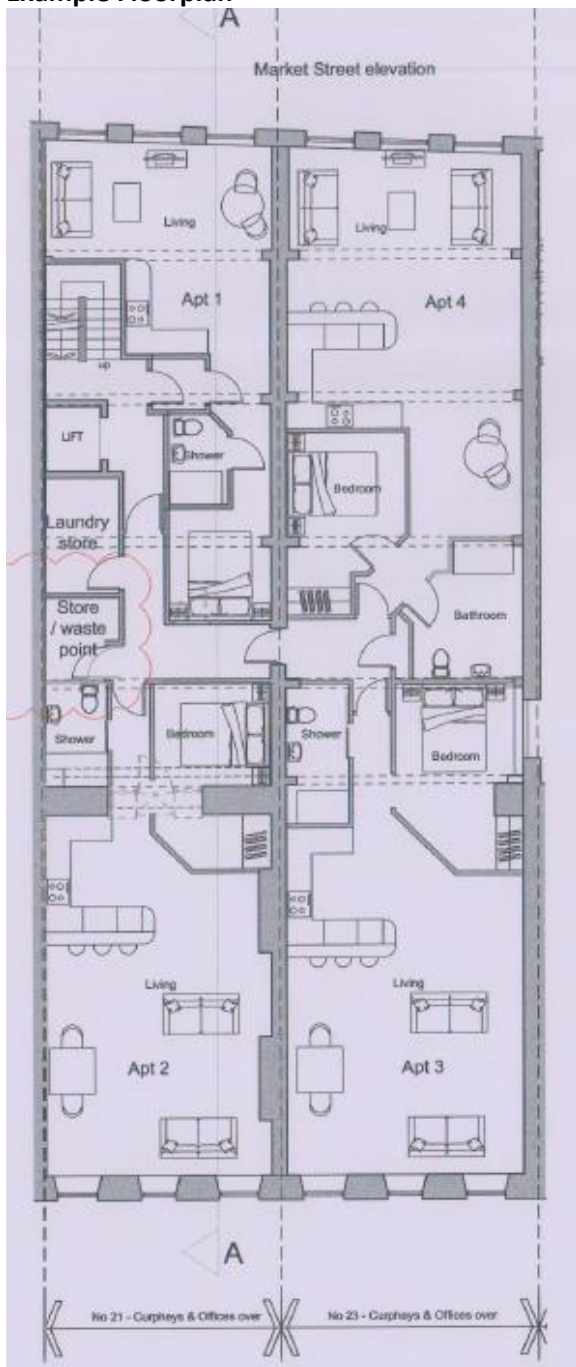 Example Floorplan
A
Market Street elevation
Living
Living
Apt 1
Apt 4
up
LIFT
Shower
Bedroom
Laundry
store
Store
/ waste
point
Bathroom
Shower
Bedroom
Shower
Bedroom
Living
Living
Apt 2
Apt 3
A
No 21 - Curpheys & Offices over
No 23 - Curpheys & Offices over